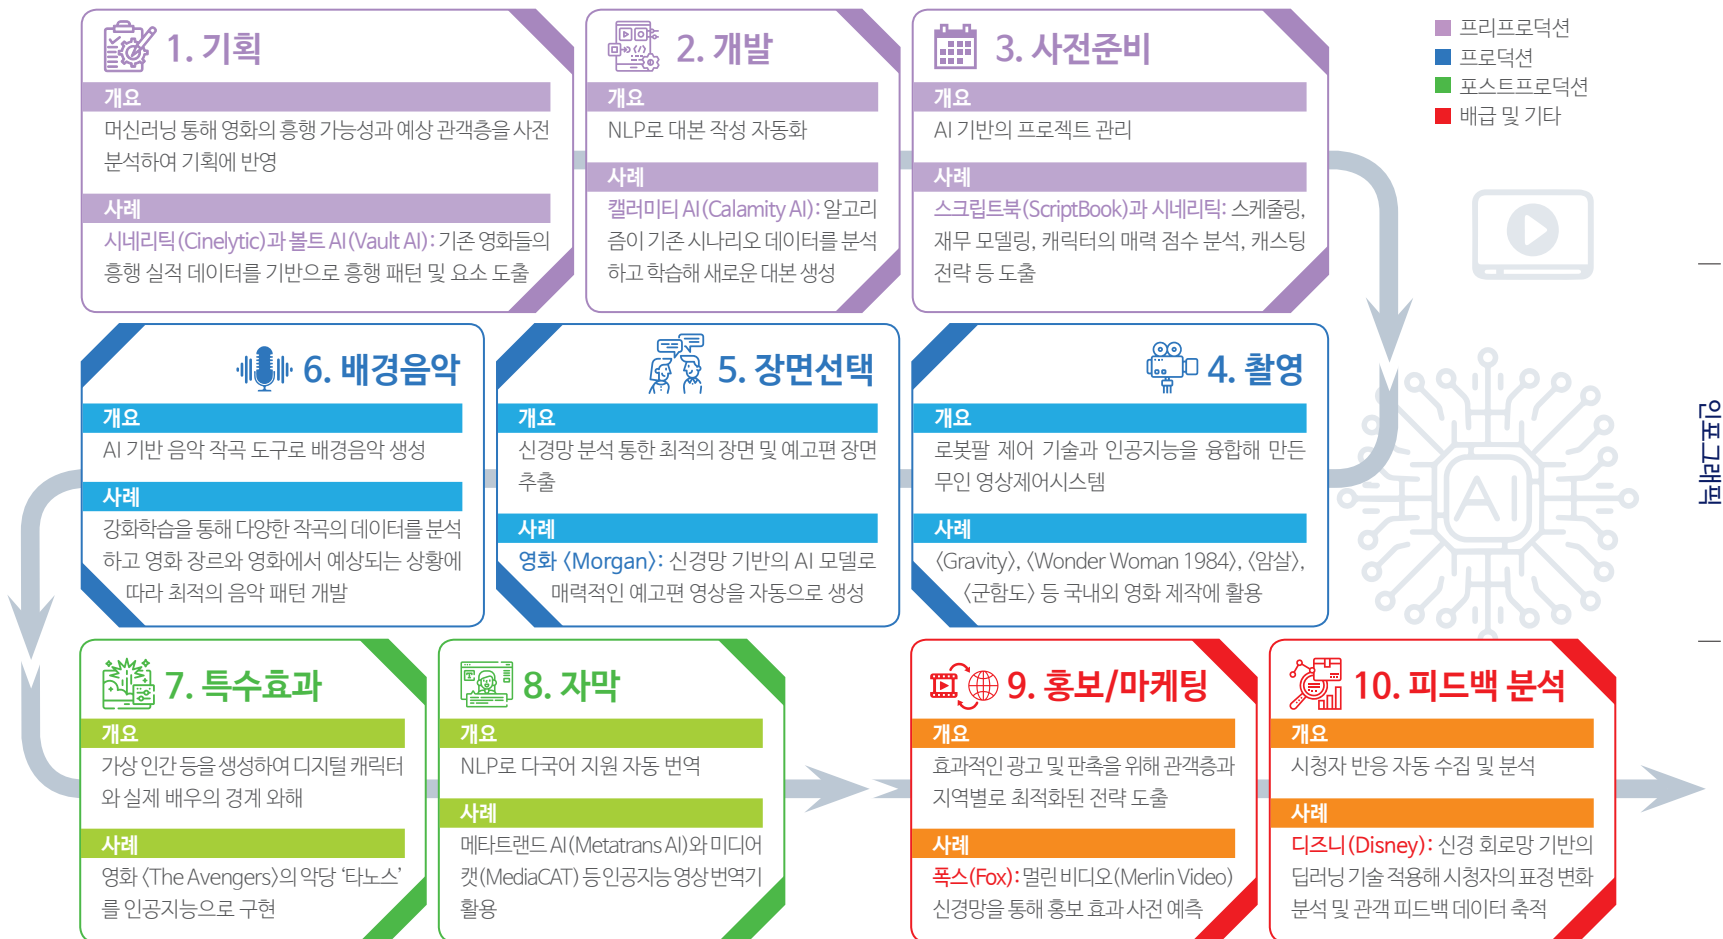 1. 기획
개요
머신러닝 통해 영화의 흥행 가능성과 예상 관객층을 사전
분석하여 기획에 반영
사례
시네리틱(Cinelytic)과 볼트 AI(Vault AI): 기존 영화들의
흥행 실적 데이터를 기반으로 흥행 패턴 및 요소 도출
2. 개발
개요
NLP로 대본 작성 자동화
사례
캘러미티 AI(Calamity AI): 알고리
즘이 기존 시나리오 데이터를 분석
하고 학습해 새로운 대본 생성
3. 사전준비
개요
AI 기반의 프로젝트 관리
사례
스크립트북(ScriptBook)과 시네리틱: 스케줄링,
재무 모델링, 캐릭터의 매력 점수 분석, 캐스팅
전략 등 도출
프리프로덕션
프로덕션
포스트프로덕션
배급 및 기타
4. 촬영
개요
로봇팔 제어 기술과 인공지능을 융합해 만든
무인 영상제어시스템
사례
〈Gravity〉, 〈Wonder Woman 1984〉, 〈암살〉,
〈군함도〉 등 국내외 영화 제작에 활용
5. 장면선택
개요
신경망 분석 통한 최적의 장면 및 예고편 장면
추출
사례
영화 〈Morgan〉: 신경망 기반의 AI 모델로
매력적인 예고편 영상을 자동으로 생성
6. 배경음악
개요
AI 기반 음악 작곡 도구로 배경음악 생성
사례
강화학습을 통해 다양한 작곡의 데이터를 분석
하고 영화 장르와 영화에서 예상되는 상황에
따라 최적의 음악 패턴 개발
AI
인포그래픽
7. 특수효과
개요
가상 인간 등을 생성하여 디지털 캐릭터
와 실제 배우의 경계 와해
사례
영화 〈The Avengers〉의 악당 ‘타노스’
를 인공지능으로 구현
8. 자막
개요
NLP로 다국어 지원 자동 번역
사례
메타트랜드 AI(Metatrans AI)와 미디어
캣(MediaCAT) 등 인공지능 영상 번역기
활용
9. 홍보/마케팅
개요
효과적인 광고 및 판촉을 위해 관객층과
지역별로 최적화된 전략 도출
사례
폭스(Fox): 멀린 비디오(Merlin Video)
신경망을 통해 홍보 효과 사전 예측
10. 피드백 분석
개요
시청자 반응 자동 수집 및 분석
사례
디즈니(Disney): 신경 회로망 기반의
딥러닝 기술 적용해 시청자의 표정 변화
분석 및 관객 피드백 데이터 축적